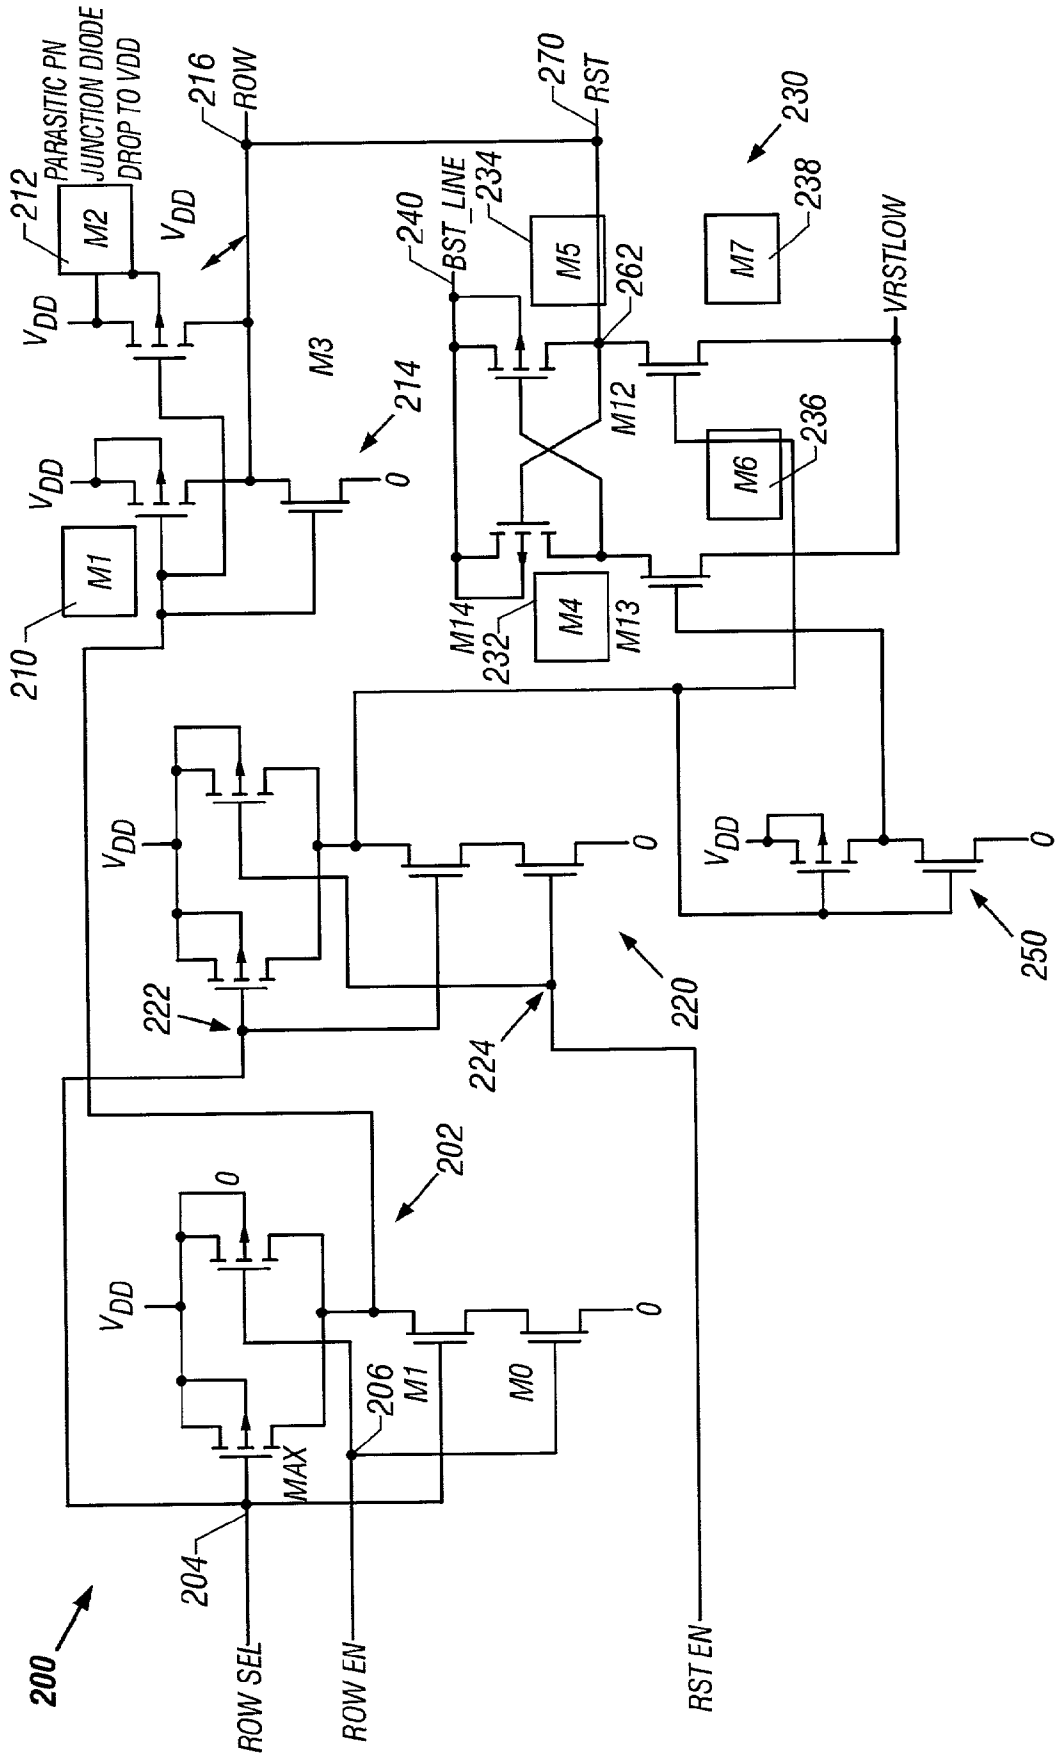 200
ROW SEL
204
ROW EN
206
RST EN
MAX
M1
M0
VDD
0
0
202
222
224
VDD
0
220
VDD
0
250
210
M1
VDD
VDD
212
M2
PARASITIC PN
JUNCTION DIODE
DROP TO VDD
VDD
216
ROW
M3
214
0
M14
232
M4
M13
M12
BST_LINE
240
234
M5
262
270
RST
M6
236
M7
238
230
VRSTLOW